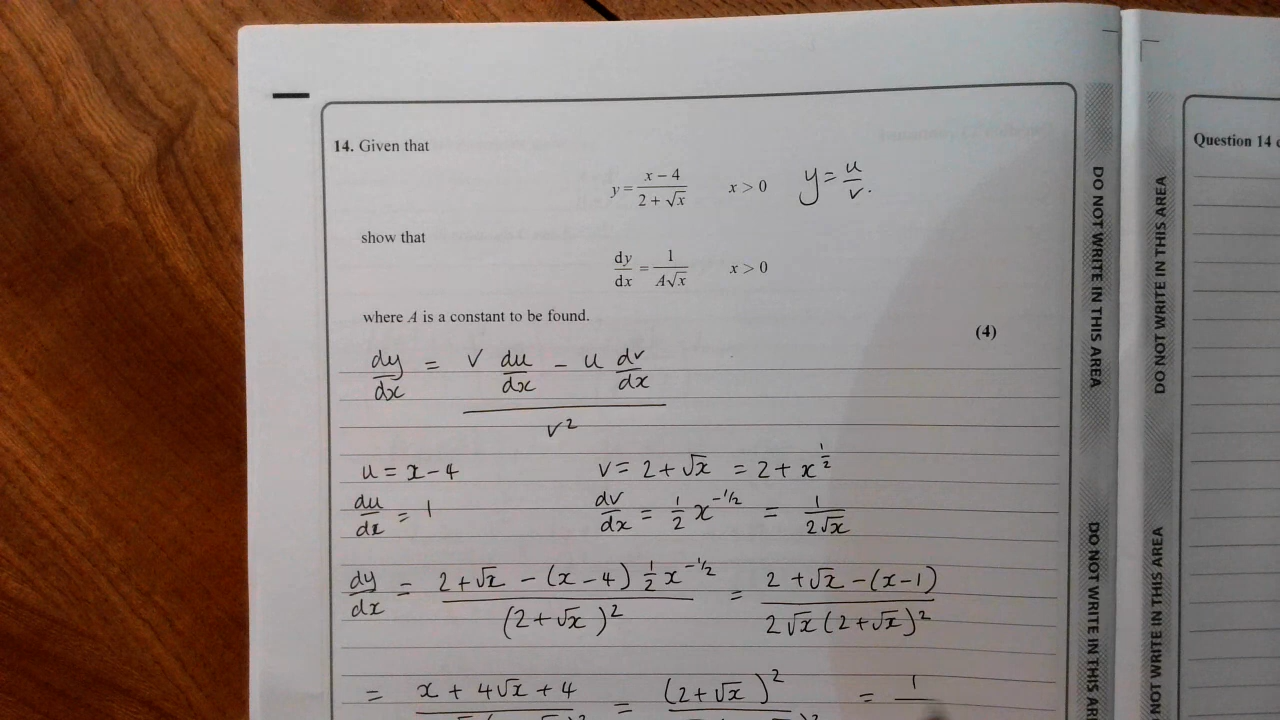 14. Given that
y = (x − 4)/(2 + √x)    x > 0    y = u/v.
show that
dy/dx = 1/(A√x)    x > 0
where A is a constant to be found.
(4)
dy/dx = (v du/dx − u dv/dx)/v²
u = x − 4    v = 2 + √x = 2 + x^(1/2)
du/dx = 1    dv/dx = 1/2 x^(−1/2) = 1/(2√x)
dy/dx = (2 + √x − (x − 4) 1/2 x^(−1/2))/(2 + √x)² = (2 + √x − (x − 1))/(2√x (2 + √x)²)
= x + 4√x + 4 = (2 + √x)² = 1
DO NOT WRITE IN THIS AREA
DO NOT WRITE IN THIS AR
DO NOT WRITE IN THIS AREA
NOT WRITE IN THIS AREA
Question 14 c